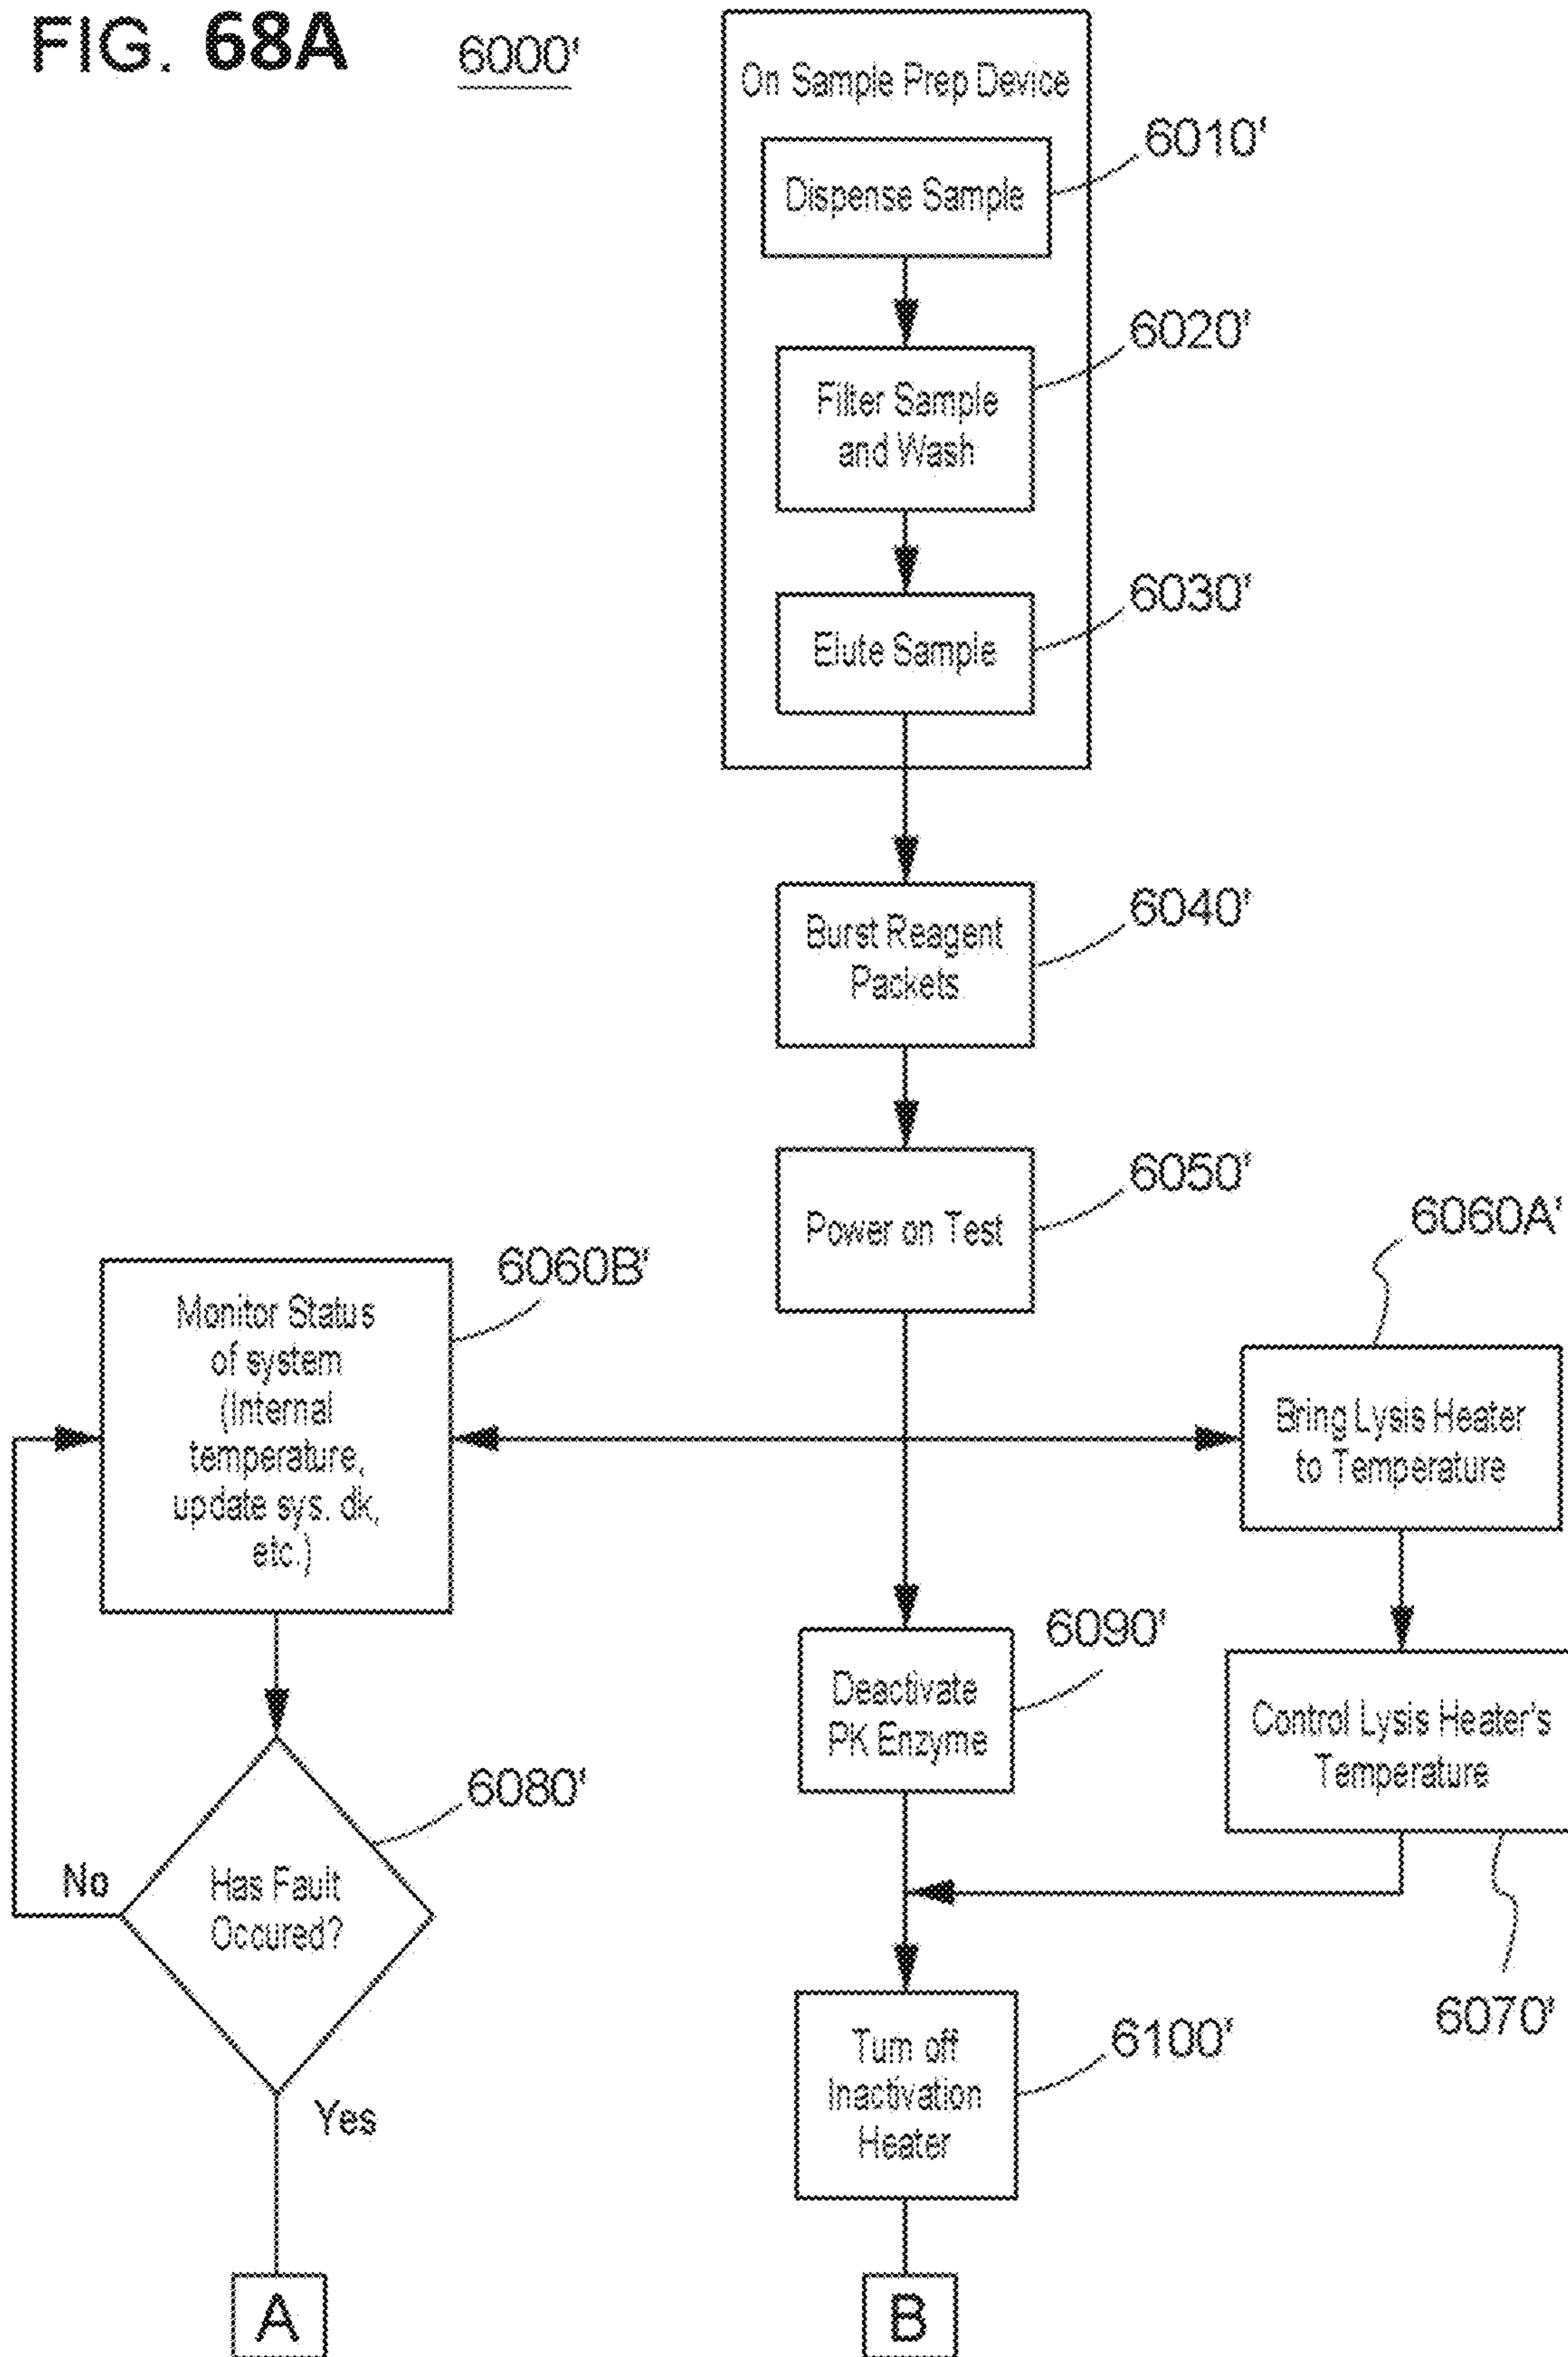 FIG. 68A
6000'
On Sample Prep Device
6010'
Dispense Sample
6020'
Filter Sample
and Wash
6030'
Elute Sample
6040'
Burst Reagent
Packets
6050'
Power on Test
6060A'
6060B'
Monitor Status
of system
(Internal
temperature,
update sys. dk,
etc.)
Bring Lysis Heater
to Temperature
6090'
Deactivate
PK Enzyme
Control Lysis Heater's
Temperature
6080'
Has Fault
Occured?
No
Yes
6070'
6100'
Turn off
Inactivation
Heater
A
B